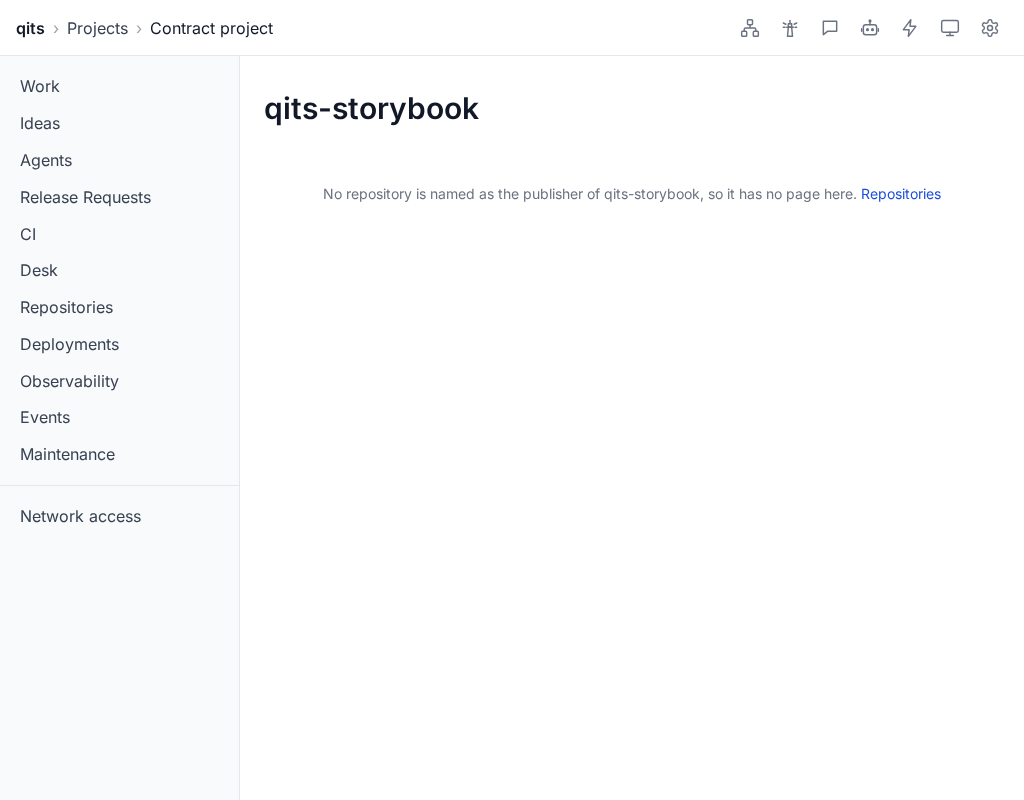 qits › Projects › Contract project
Work
Ideas
Agents
Release Requests
CI
Desk
Repositories
Deployments
Observability
Events
Maintenance
Network access
qits-storybook
No repository is named as the publisher of qits-storybook, so it has no page here. Repositories